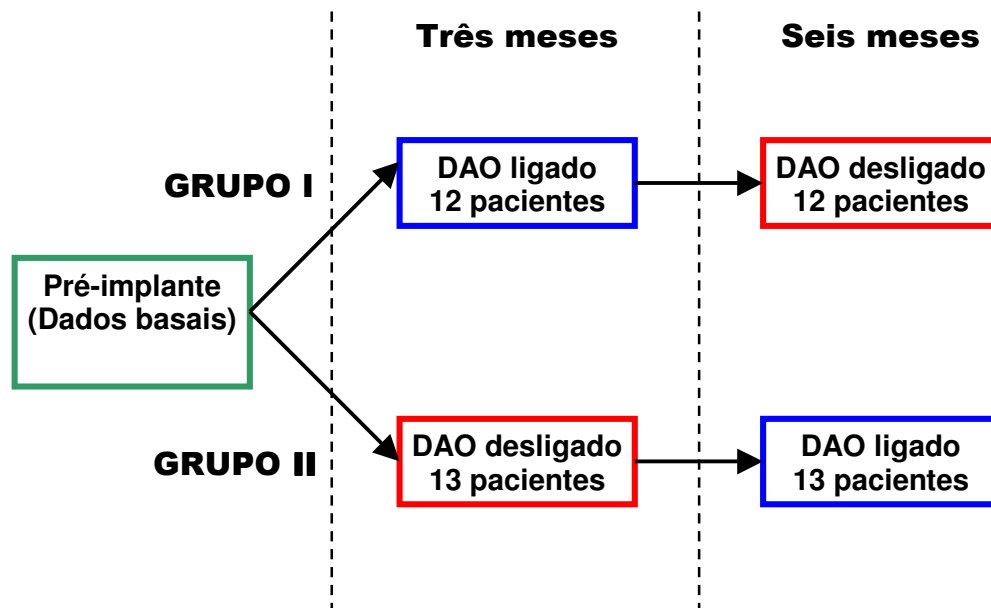 Três meses
Seis meses
GRUPO I
DAO ligado
12 pacientes
DAO desligado
12 pacientes
Pré-implante
(Dados basais)
GRUPO II
DAO desligado
13 pacientes
DAO ligado
13 pacientes